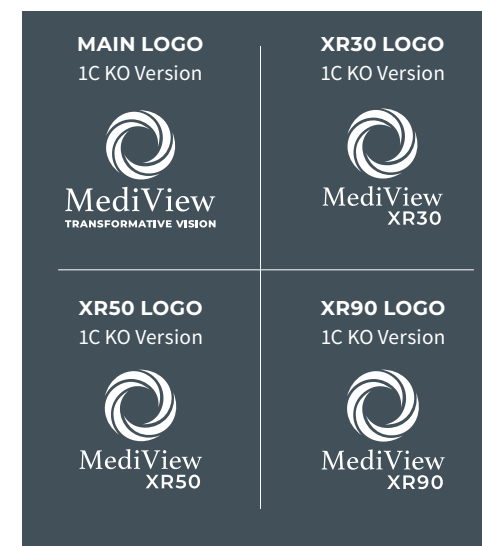 MAIN LOGO
1C KO Version
MediView
TRANSFORMATIVE VISION
XR30 LOGO
1C KO Version
MediView
XR30
XR50 LOGO
1C KO Version
MediView
XR50
XR90 LOGO
1C KO Version
MediView
XR90